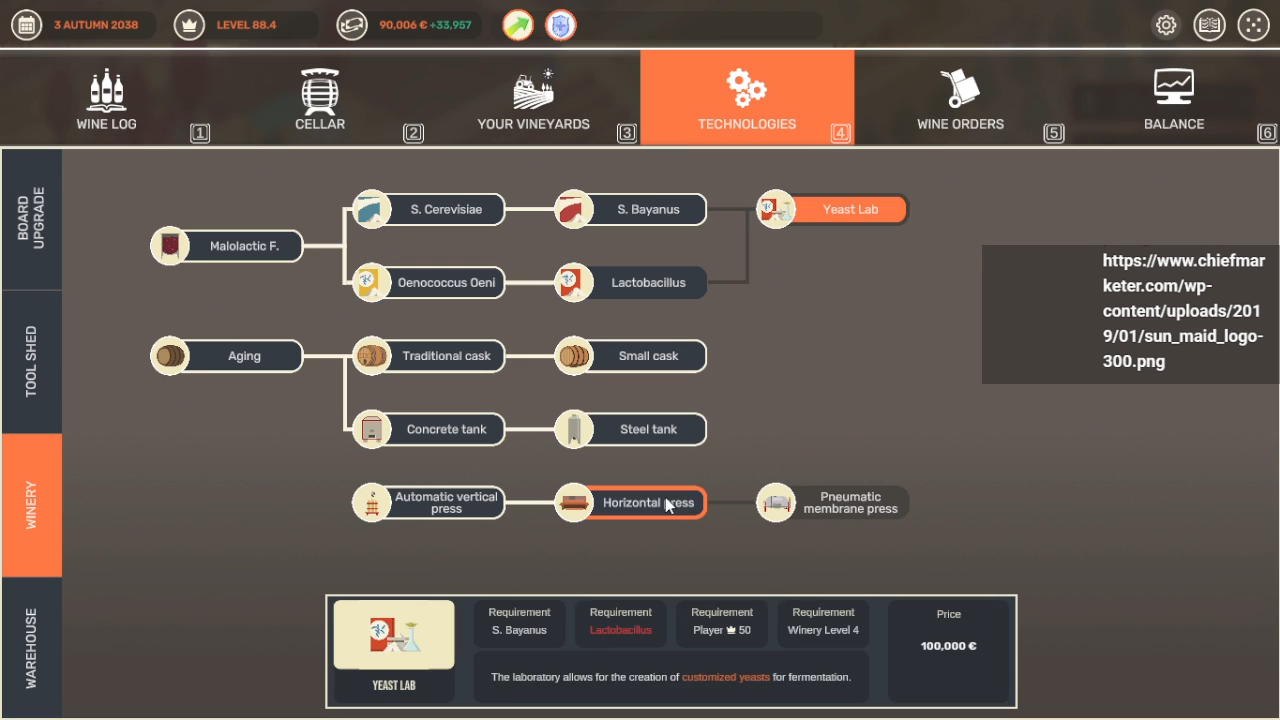 3 AUTUMN 2038
LEVEL 88.4
90,006 € +33,957
WINE LOG
1
CELLAR
2
YOUR VINEYARDS
3
TECHNOLOGIES
4
WINE ORDERS
5
BALANCE
6
BOARD
UPGRADE
TOOL SHED
WINERY
WAREHOUSE
S. Cerevisiae
S. Bayanus
Yeast Lab
Malolactic F.
Oenococcus Oeni
Lactobacillus
https://www.chiefmar
keter.com/wp-
content/uploads/201
9/01/sun_maid_logo-
300.png
Aging
Traditional cask
Small cask
Concrete tank
Steel tank
Automatic vertical
press
Horizontal press
Pneumatic
membrane press
YEAST LAB
Requirement
S. Bayanus
Requirement
Lactobacillus
Requirement
Player 50
Requirement
Winery Level 4
Price
100,000 €
The laboratory allows for the creation of customized yeasts for fermentation.